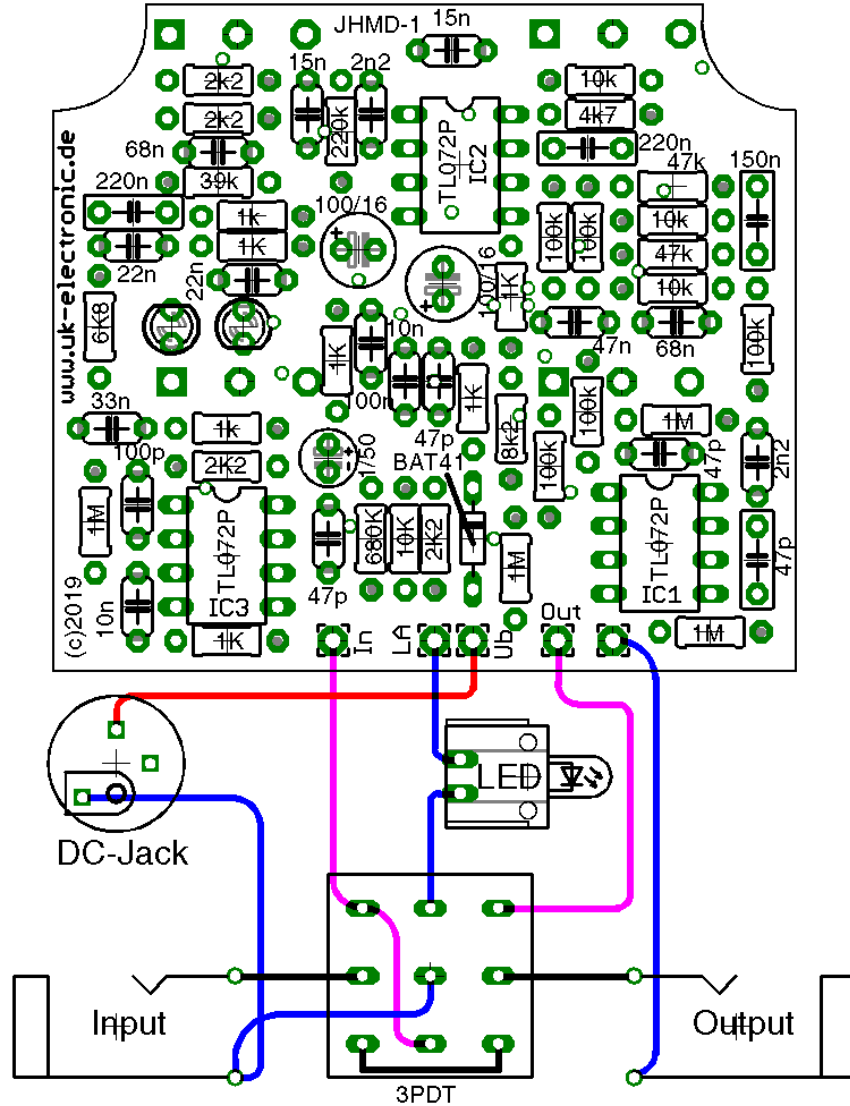 JHMD-1
15n
15n
2n2
2k2
10k
2k2
4k7
220k
TL072P
IC2
68n
220n
39k
47k
150n
220n
1k
100/16
10k
100k
100k
1K
47k
22n
22n
100/16
1K
10k
www.uk-electronic.de
6K8
1K
10n
47n
68n
100k
100n
1K
100k
33n
1k
47p
8k2
1M
100p
2K2
1/50
BAT41
100k
47p
2n2
1M
TL072P
IC3
680K
10K
2K2
1M
TL072P
IC1
47p
10n
47p
(c)2019
1K
In
LA
Ub
Out
1M
LED
DC-Jack
Input
Output
3PDT